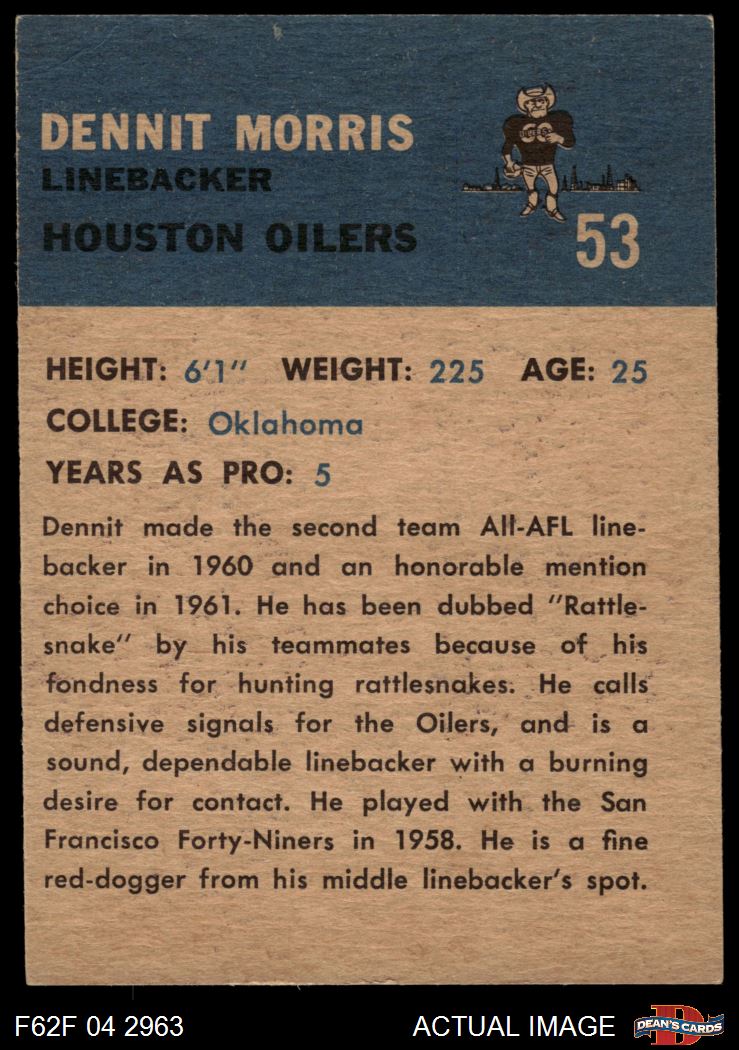 DENNIT MORRIS
LINEBACKER
HOUSTON OILERS
OILERS
53
HEIGHT: 6'1" WEIGHT: 225 AGE: 25
COLLEGE: Oklahoma
YEARS AS PRO: 5
Dennit made the second team All-AFL line-
backer in 1960 and an honorable mention
choice in 1961. He has been dubbed "Rattle-
snake" by his teammates because of his
fondness for hunting rattlesnakes. He calls
defensive signals for the Oilers, and is a
sound, dependable linebacker with a burning
desire for contact. He played with the San
Francisco Forty-Niners in 1958. He is a fine
red-dogger from his middle linebacker's spot.
F62F 04 2963 ACTUAL IMAGE
DEAN'S CARDS